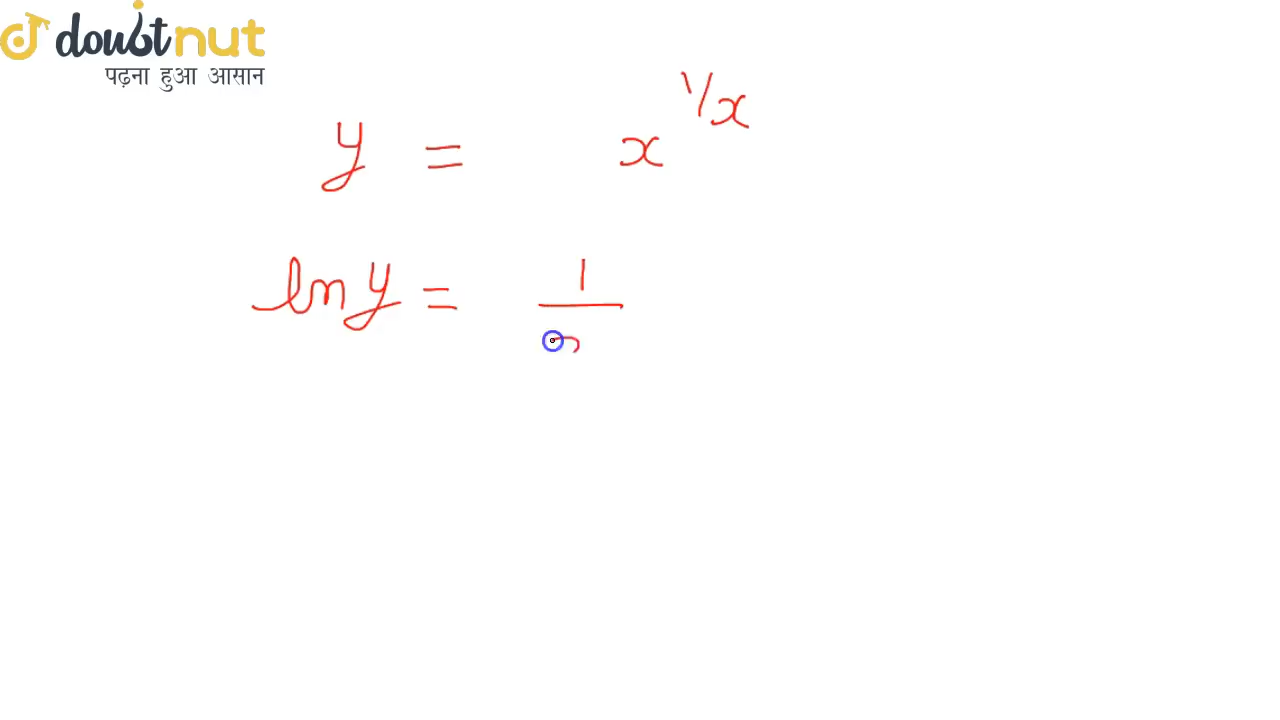 doubtnut
पढ़ना हुआ आसान
y = x^{1/x}
ln y = 1/